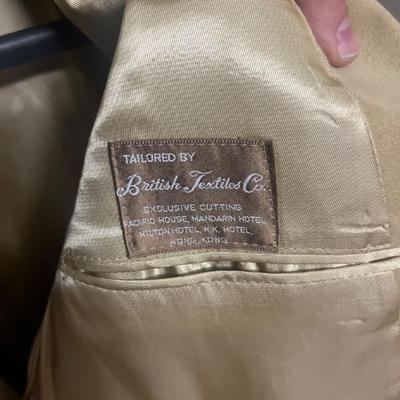 TAILORED BY
British Textiles Co.
EXCLUSIVE CUTTING
PACIFIC HOUSE, MANDARIN HOTEL
HILTON HOTEL, H.K. HOTEL,
HONG KONG